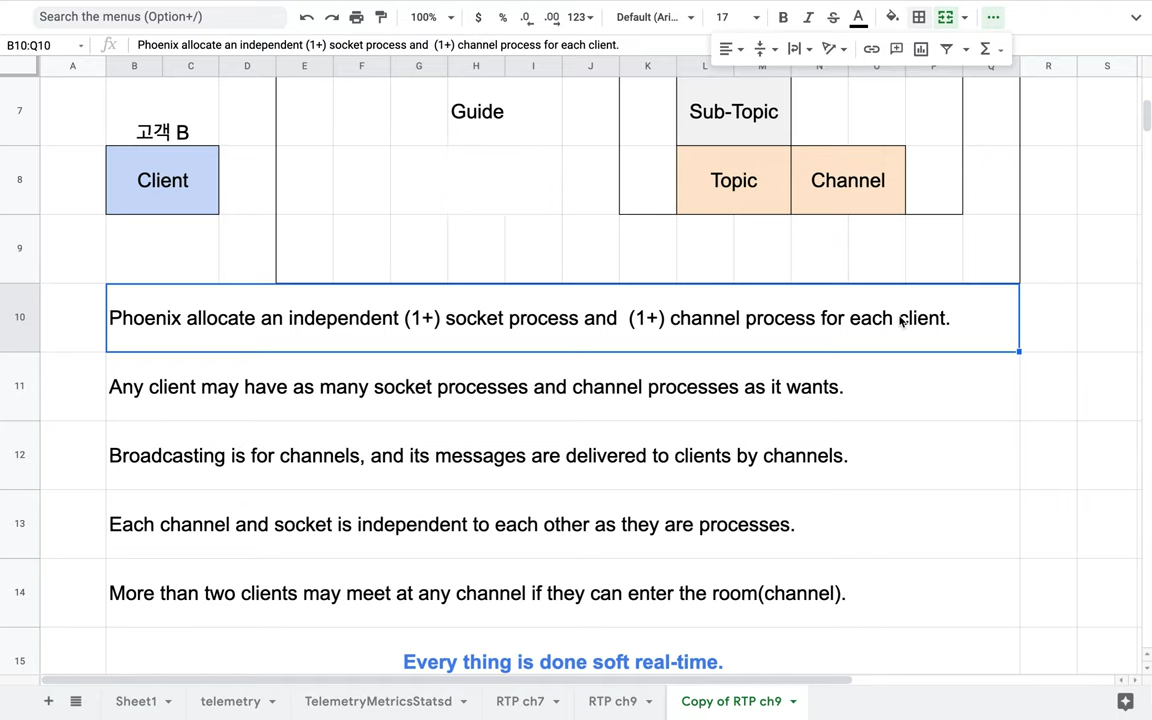 Search the menus (Option+/)
100%
$
%
.0
.00
123
Default (Ari...
17
B
I
S
A
B10:Q10
fx
Phoenix allocate an independent (1+) socket process and  (1+) channel process for each client.
A
B
C
D
E
F
G
H
I
J
K
L
M
N
O
P
Q
R
S
7
Guide
Sub-Topic
고객 B
8
Client
Topic
Channel
9
10
Phoenix allocate an independent (1+) socket process and  (1+) channel process for each client.
11
Any client may have as many socket processes and channel processes as it wants.
12
Broadcasting is for channels, and its messages are delivered to clients by channels.
13
Each channel and socket is independent to each other as they are processes.
14
More than two clients may meet at any channel if they can enter the room(channel).
15
Every thing is done soft real-time.
Sheet1
telemetry
TelemetryMetricsStatsd
RTP ch7
RTP ch9
Copy of RTP ch9